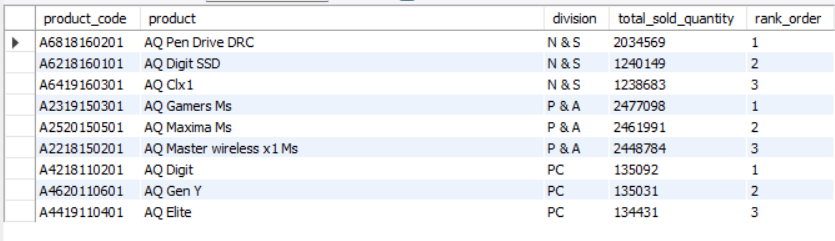 product_code product division total_sold_quantity rank_order
A6818160201 AQ Pen Drive DRC N & S 2034569 1
A6218160101 AQ Digit SSD N & S 1240149 2
A6419160301 AQ Clx1 N & S 1238683 3
A2319150301 AQ Gamers Ms P & A 2477098 1
A2520150501 AQ Maxima Ms P & A 2461991 2
A2218150201 AQ Master wireless x1 Ms P & A 2448784 3
A4218110201 AQ Digit PC 135092 1
A4620110601 AQ Gen Y PC 135031 2
A4419110401 AQ Elite PC 134431 3